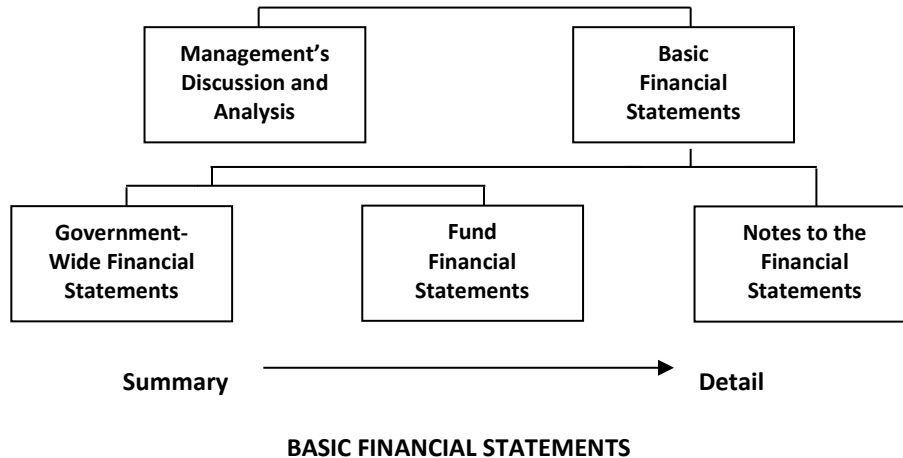 Management’s
Discussion and
Analysis
Basic
Financial
Statements
Government-
Wide Financial
Statements
Fund
Financial
Statements
Notes to the
Financial
Statements
Summary
Detail
BASIC FINANCIAL STATEMENTS